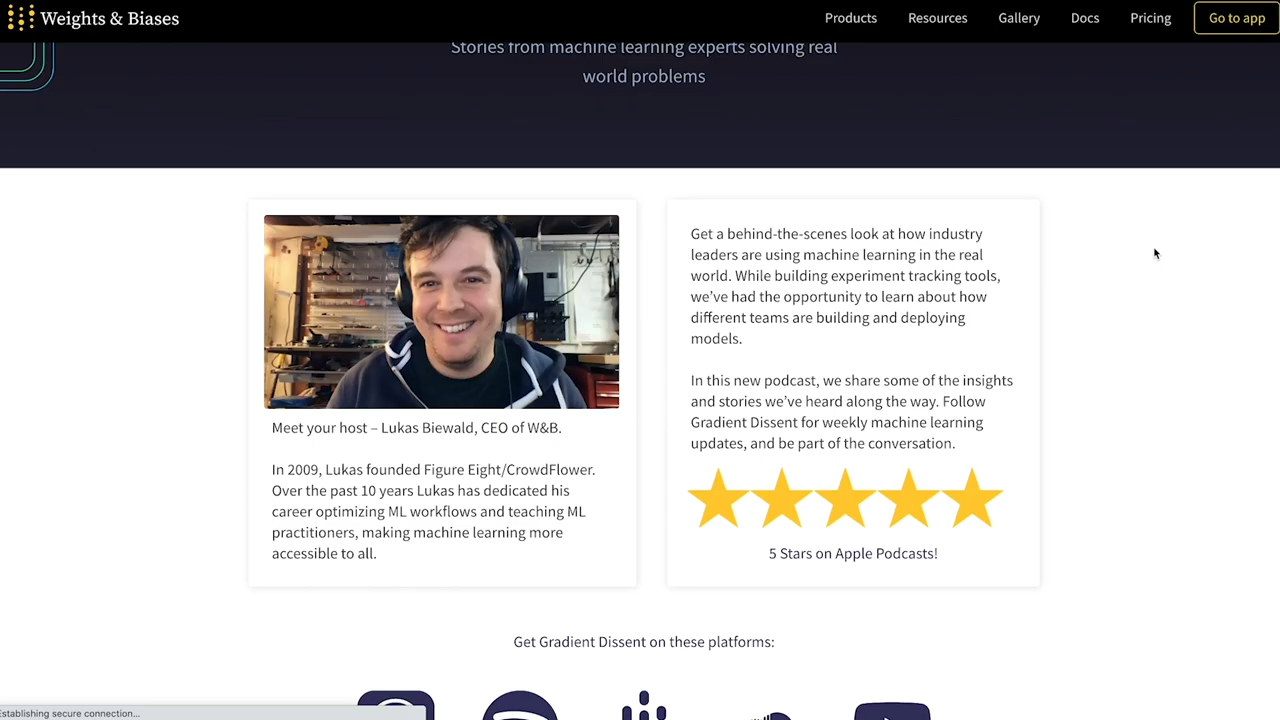 Weights & Biases
Products
Resources
Gallery
Docs
Pricing
Go to app
Stories from machine learning experts solving real
world problems
Meet your host – Lukas Biewald, CEO of W&B.
In 2009, Lukas founded Figure Eight/CrowdFlower.
Over the past 10 years Lukas has dedicated his
career optimizing ML workflows and teaching ML
practitioners, making machine learning more
accessible to all.
Get a behind-the-scenes look at how industry
leaders are using machine learning in the real
world. While building experiment tracking tools,
we’ve had the opportunity to learn about how
different teams are building and deploying
models.
In this new podcast, we share some of the insights
and stories we’ve heard along the way. Follow
Gradient Dissent for weekly machine learning
updates, and be part of the conversation.
5 Stars on Apple Podcasts!
Get Gradient Dissent on these platforms:
Establishing secure connection...